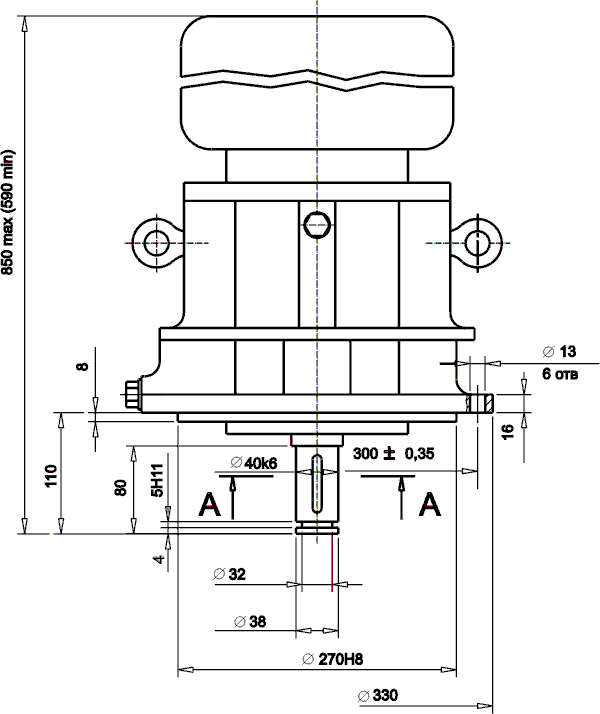 850 max (590 min)
8
⌀ 13
6 отв
16
110
80
5H11
⌀ 40k6
300 ± 0,35
A
A
4
⌀ 32
⌀ 38
⌀ 270H8
⌀ 330